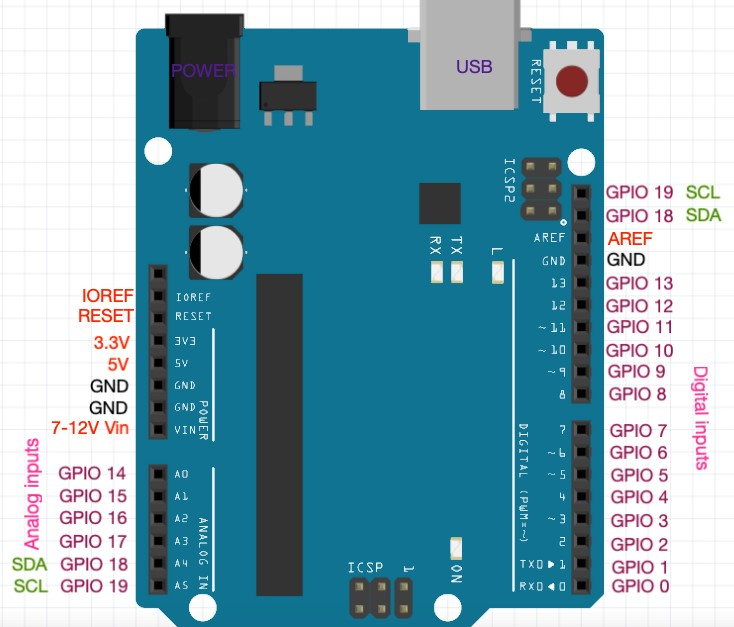 POWER
USB
RESET
ICSP2
GPIO 19 SCL
GPIO 18 SDA
RX
TX
L
AREF
AREF
GND
GND
13
GPIO 13
12
GPIO 12
~11
GPIO 11
~10
GPIO 10
~9
GPIO 9
8
GPIO 8
Digital inputs
IOREF
IOREF
RESET
RESET
3.3V
3V3
5V
5V
GND
GND
GND
GND
7-12V Vin
VIN
POWER
7
GPIO 7
~6
GPIO 6
~5
GPIO 5
4
GPIO 4
~3
GPIO 3
2
GPIO 2
TX0▶1
GPIO 1
RX0◀0
GPIO 0
DIGITAL (PWM=~)
Analog inputs
GPIO 14
A0
GPIO 15
A1
GPIO 16
A2
GPIO 17
A3
SDA GPIO 18
A4
SCL GPIO 19
A5
ANALOG IN
ICSP
1
ON